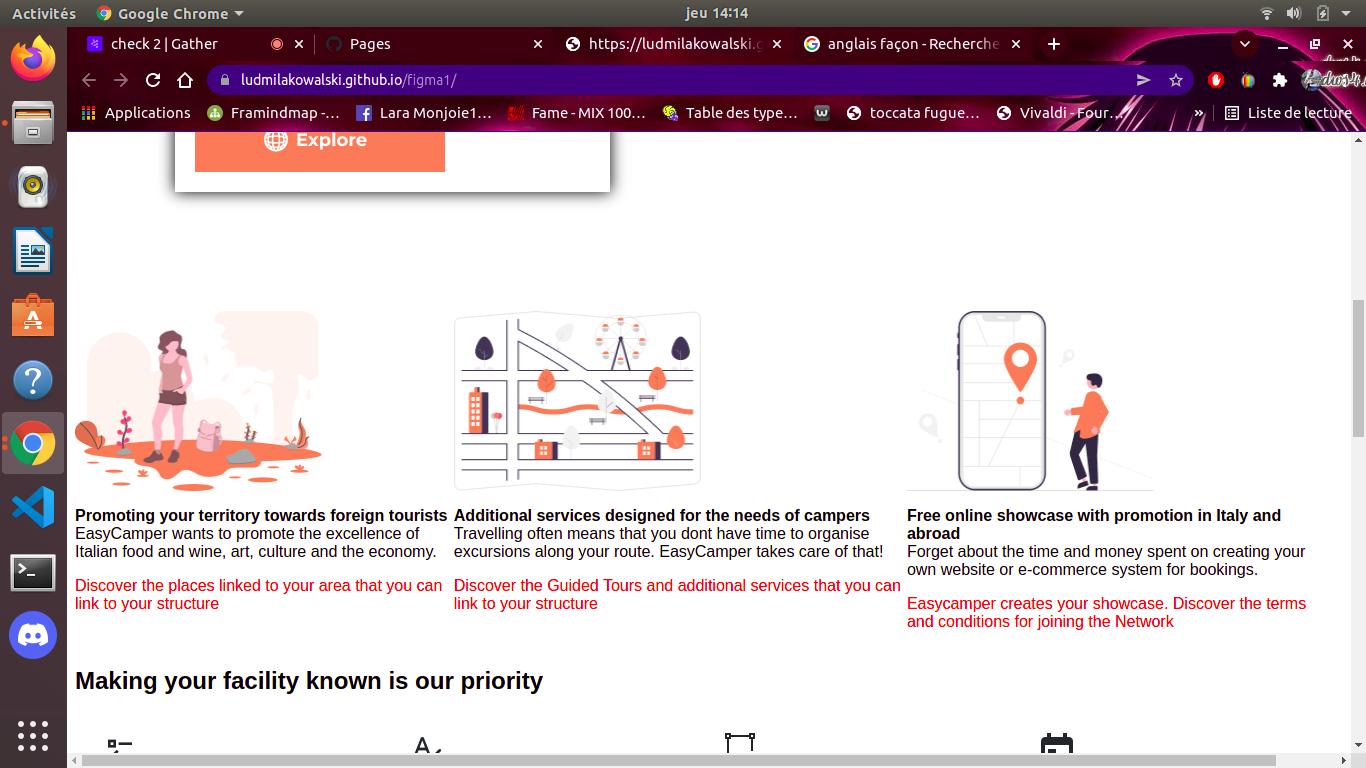 Activités
Google Chrome
jeu 14:14
check 2 | Gather
Pages
https://ludmilakowalski.g
anglais façon - Recherche
ludmilakowalski.github.io/figma1/
Applications
Framindmap -…
Lara Monjoie1…
Fame - MIX 100…
Table des type…
toccata fugue…
Vivaldi - Four…
»
Liste de lecture
Explore
Promoting your territory towards foreign tourists
EasyCamper wants to promote the excellence of
Italian food and wine, art, culture and the economy.
Discover the places linked to your area that you can
link to your structure
Additional services designed for the needs of campers
Travelling often means that you dont have time to organise
excursions along your route. EasyCamper takes care of that!
Discover the Guided Tours and additional services that you can
link to your structure
Free online showcase with promotion in Italy and
abroad
Forget about the time and money spent on creating your
own website or e-commerce system for bookings.
Easycamper creates your showcase. Discover the terms
and conditions for joining the Network
Making your facility known is our priority